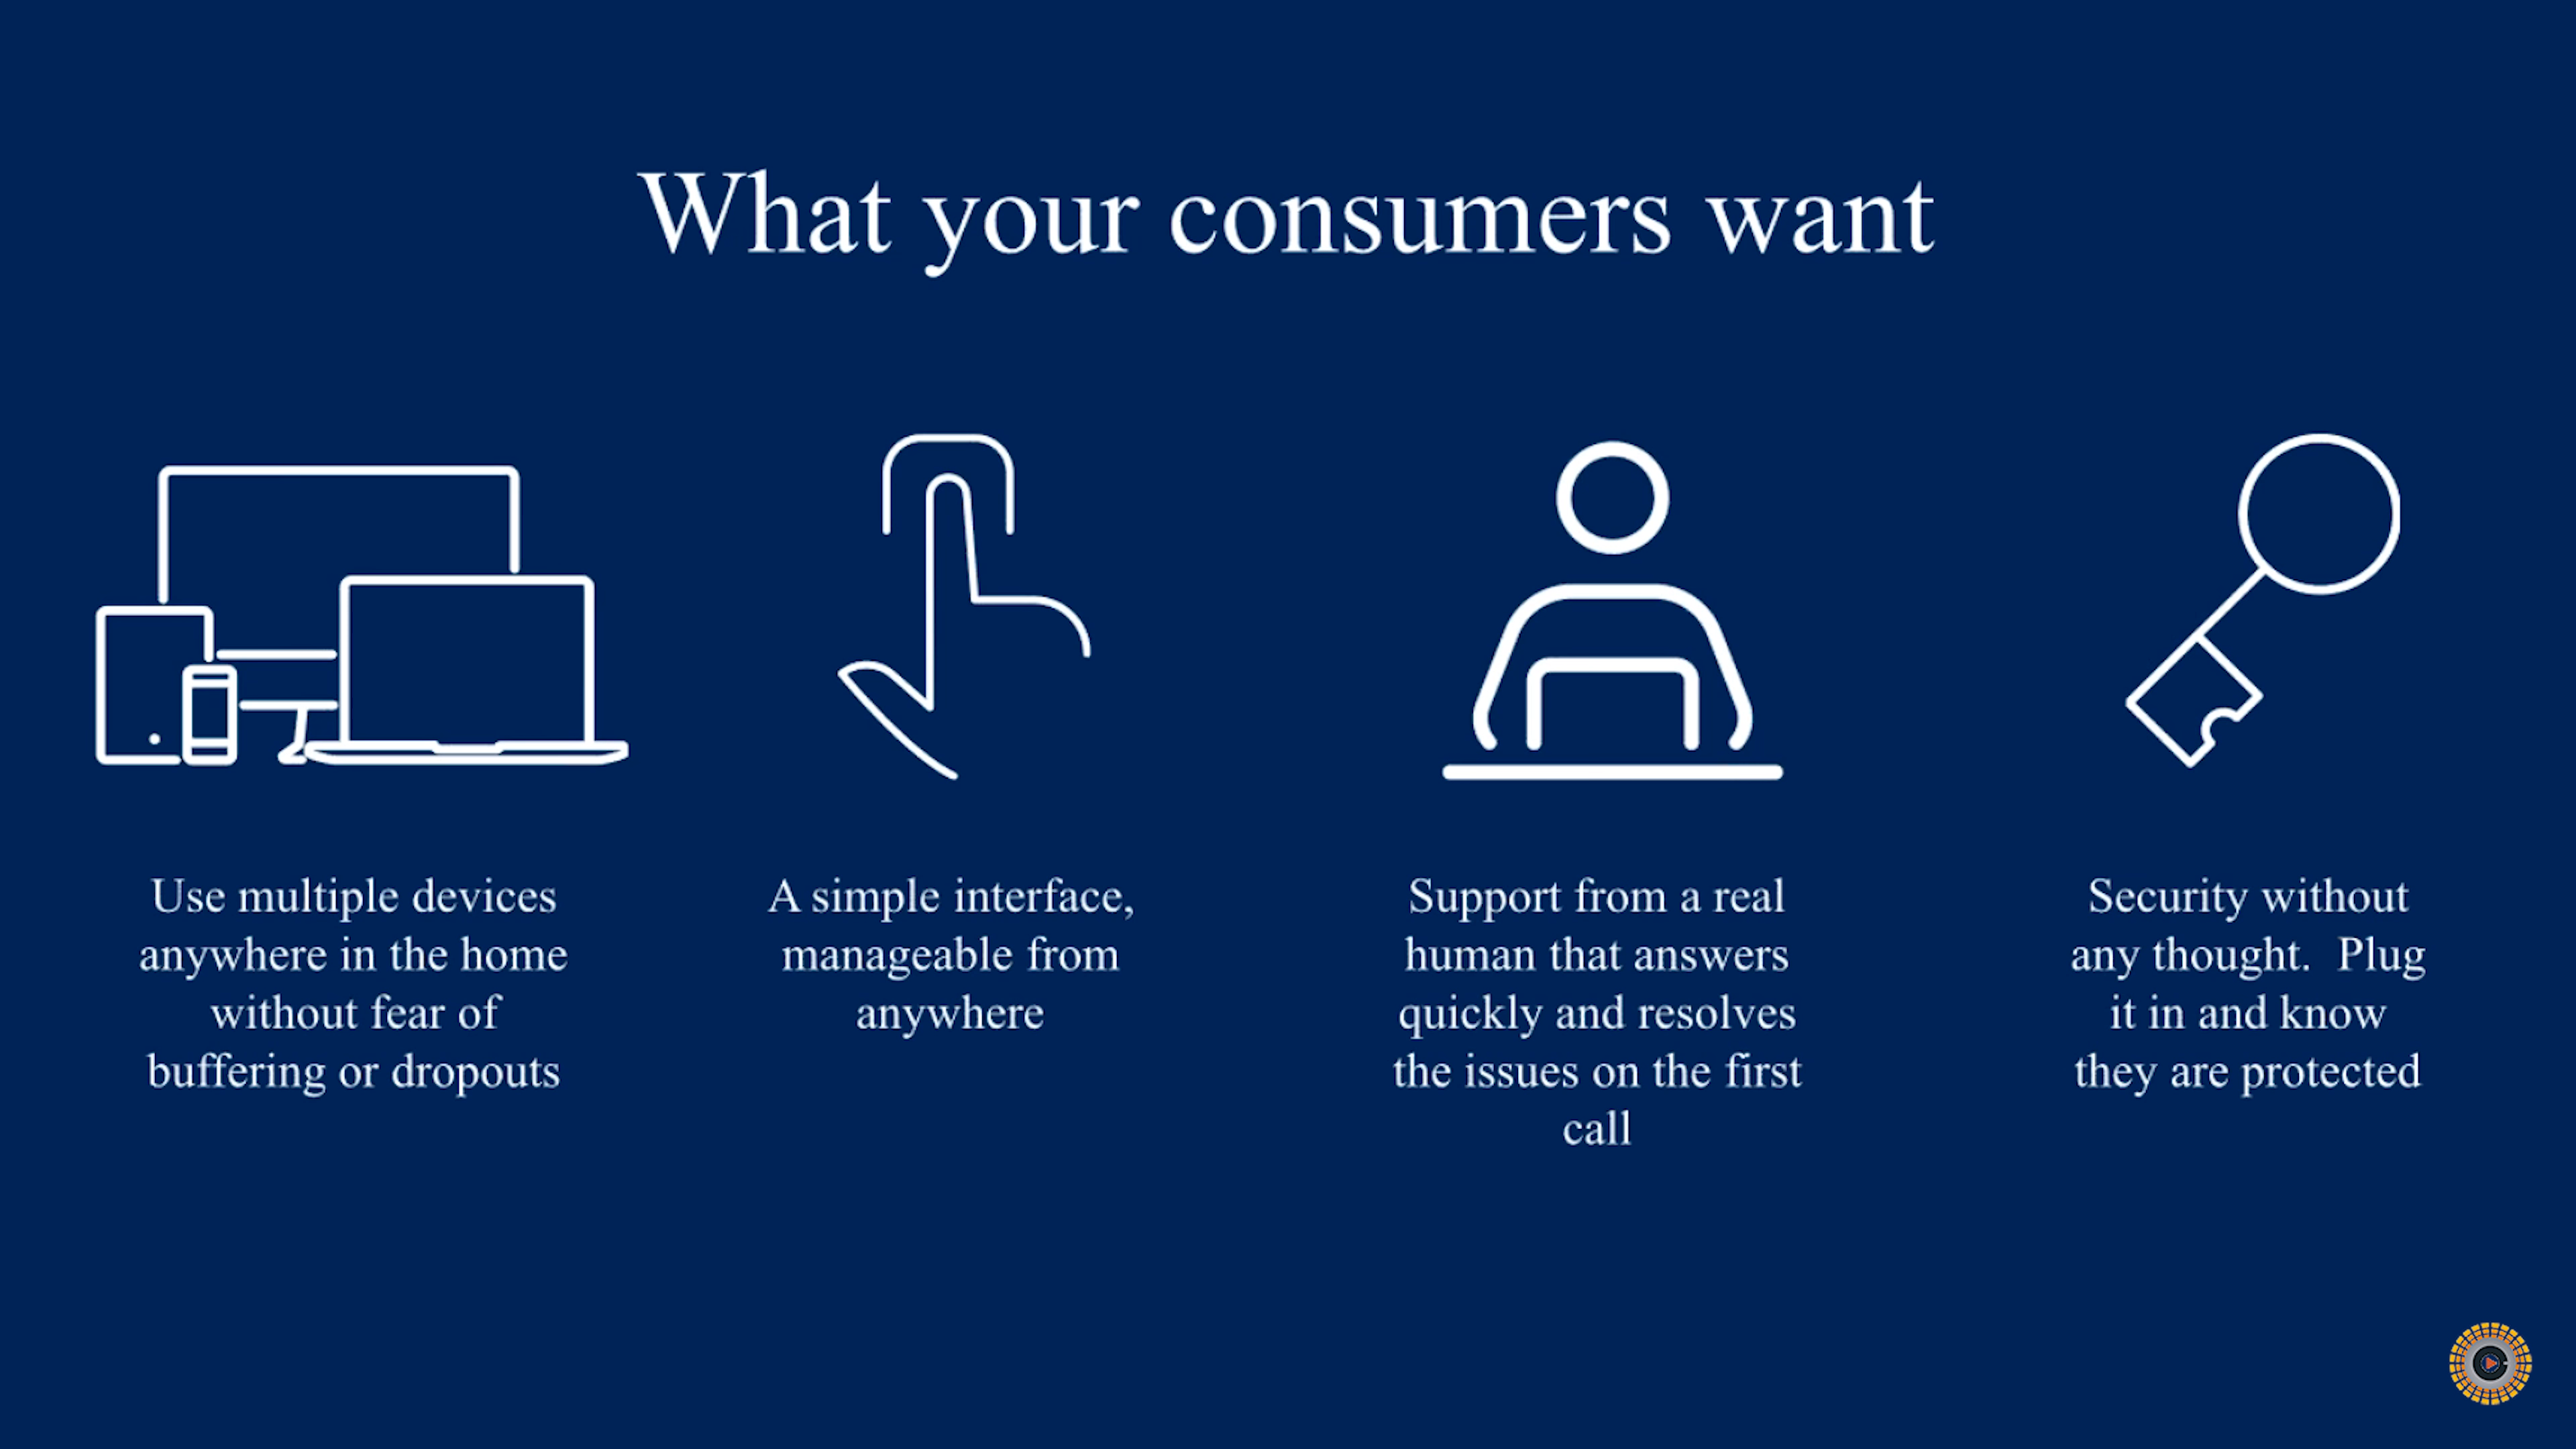 What your consumers want
Use multiple devices
anywhere in the home
without fear of
buffering or dropouts
A simple interface,
manageable from
anywhere
Support from a real
human that answers
quickly and resolves
the issues on the first
call
Security without
any thought.  Plug
it in and know
they are protected